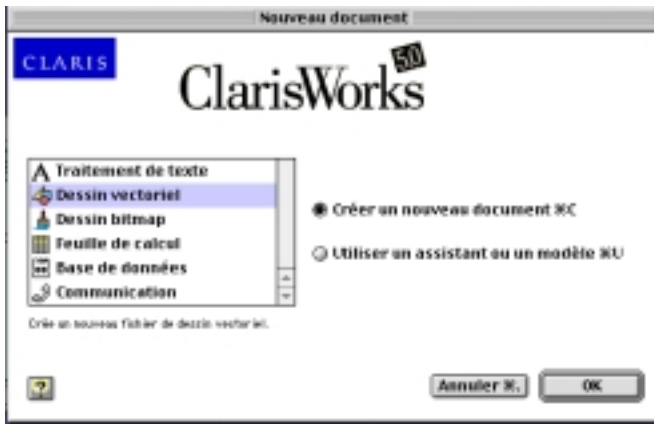 Nouveau document
CLARIS
ClarisWorks 5.0
Traitement de texte
Dessin vectoriel
Dessin bitmap
Feuille de calcul
Base de données
Communication
Créer un nouveau document ⌘C
Utiliser un assistant ou un modèle ⌘U
Crée un nouveau fichier de dessin vectoriel.
?
Annuler ⌘.
OK